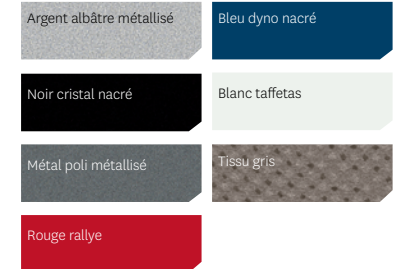 Argent albâtre métallisé
Bleu dyno nacré
Noir cristal nacré
Blanc taffetas
Métal poli métallisé
Tissu gris
Rouge rallye